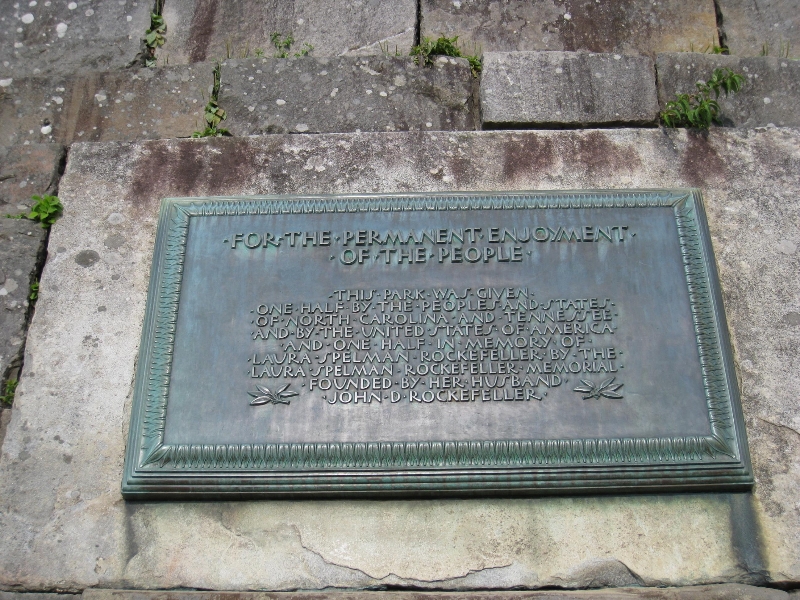 ·FOR·THE·PERMANENT·ENJOYMENT·
·OF·THE·PEOPLE·
·THIS·PARK·WAS·GIVEN·
·ONE·HALF·BY·THE·PEOPLES·AND·STATES·
·OF·NORTH·CAROLINA·AND·TENNESSEE·
·AND·BY·THE·UNITED·STATES·OF·AMERICA·
·AND·ONE·HALF·IN·MEMORY·OF·
·LAURA·SPELMAN·ROCKEFELLER·BY·THE·
·LAURA·SPELMAN·ROCKEFELLER·MEMORIAL·
·FOUNDED·BY·HER·HUSBAND·
·JOHN·D·ROCKEFELLER·